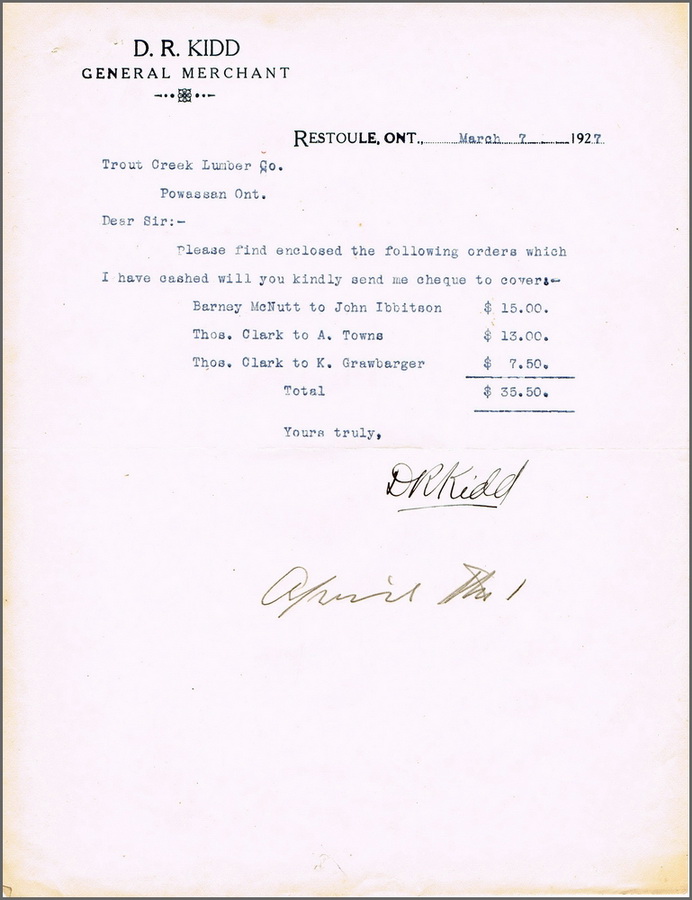 D. R. KIDD
GENERAL MERCHANT
RESTOULE, ONT., March 7 1927.
Trout Creek Lumber Co.
Powassan Ont.
Dear Sir:-
Please find enclosed the following orders which
I have cashed will you kindly send me cheque to cover:-
Barney McNutt to John Ibbitson $ 15.00.
Thos. Clark to A. Towns $ 13.00.
Thos. Clark to K. Grawbarger $ 7.50.
Total $ 35.50.
Yours truly,
DRKidd
April 1